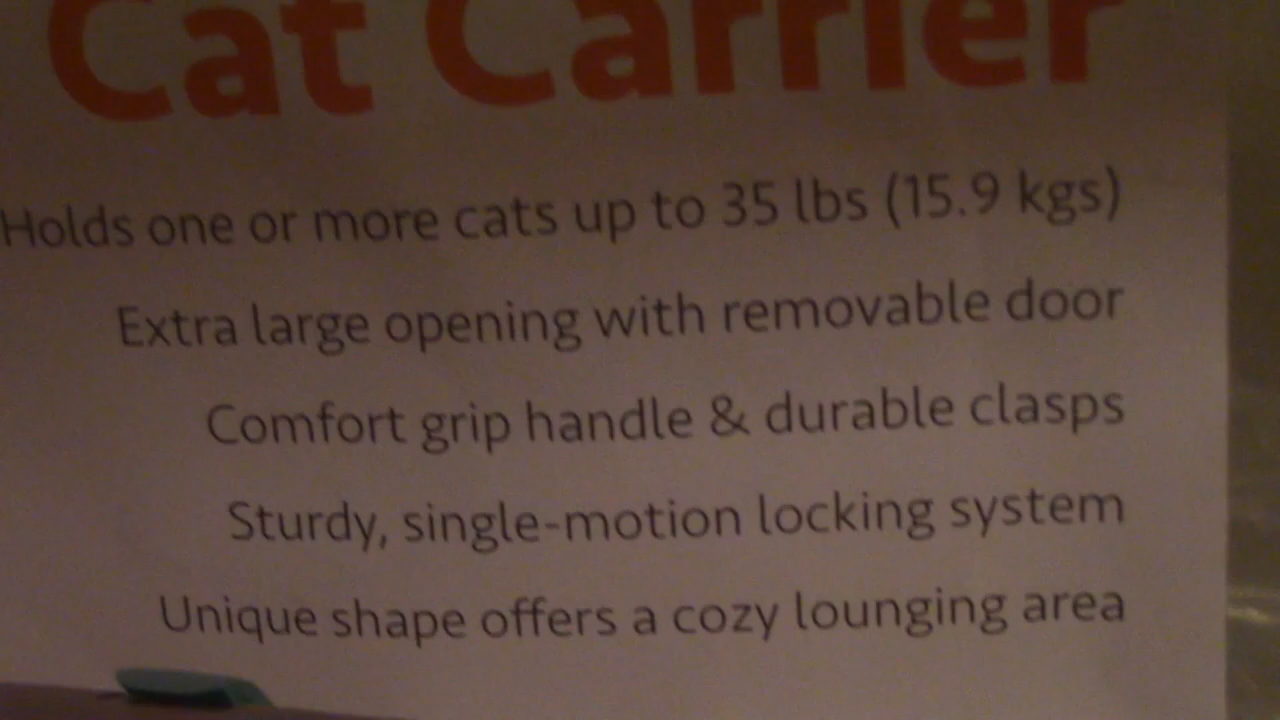 Cat Carrier
Holds one or more cats up to 35 lbs (15.9 kgs)
Extra large opening with removable door
Comfort grip handle & durable clasps
Sturdy, single-motion locking system
Unique shape offers a cozy lounging area